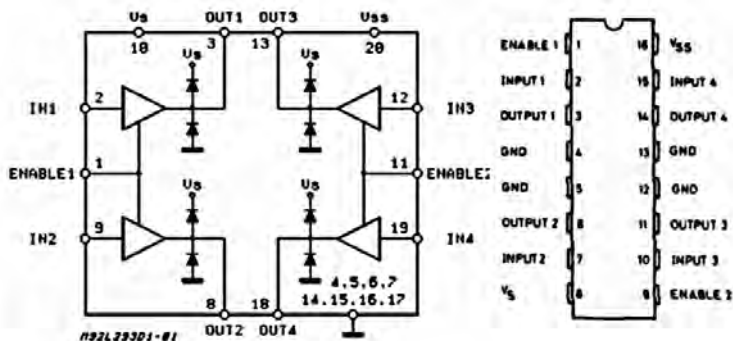 Vs OUT1 OUT3 Vss
10 3 13 20
Vs Vs
IN1 2 12 IN3
ENABLE1 1 11 ENABLE2
Vs Vs
IN2 9 19 IN4
4.5.6.7
14.15.16.17
8 18
OUT2 OUT4
M92L293D1-01
ENABLE 1 1 16 VSS
INPUT 1 2 15 INPUT 4
OUTPUT 1 3 14 OUTPUT 4
GND 4 13 GND
GND 5 12 GND
OUTPUT 2 6 11 OUTPUT 3
INPUT 2 7 10 INPUT 3
VS 8 9 ENABLE 2